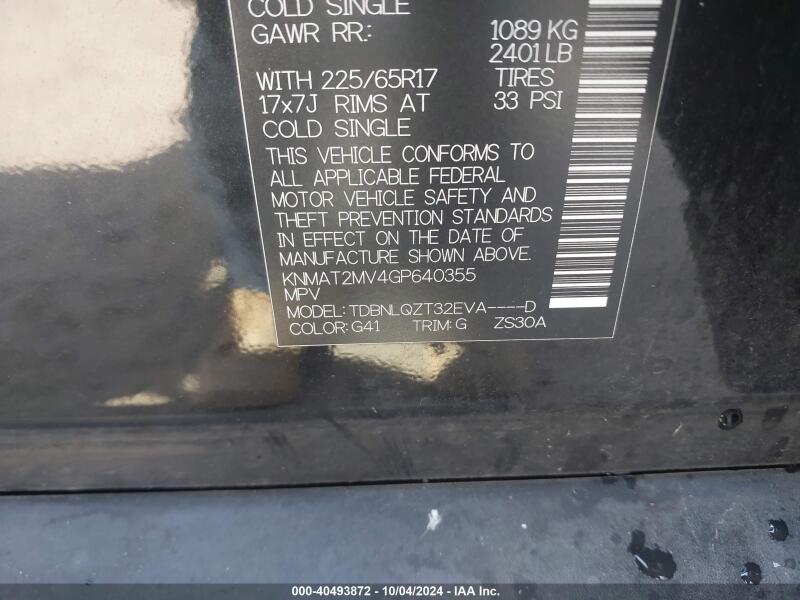 COLD SINGLE
GAWR RR: 1089 KG
2401 LB
WITH 225/65R17 TIRES
17x7J RIMS AT 33 PSI
COLD SINGLE
THIS VEHICLE CONFORMS TO
ALL APPLICABLE FEDERAL
MOTOR VEHICLE SAFETY AND
THEFT PREVENTION STANDARDS
IN EFFECT ON THE DATE OF
MANUFACTURE SHOWN ABOVE.
KNMAT2MV4GP640355
MPV
MODEL:TDBNLQZT32EVA----D
COLOR:G41 TRIM:G ZS30A
000-40493872 - 10/04/2024 - IAA Inc.